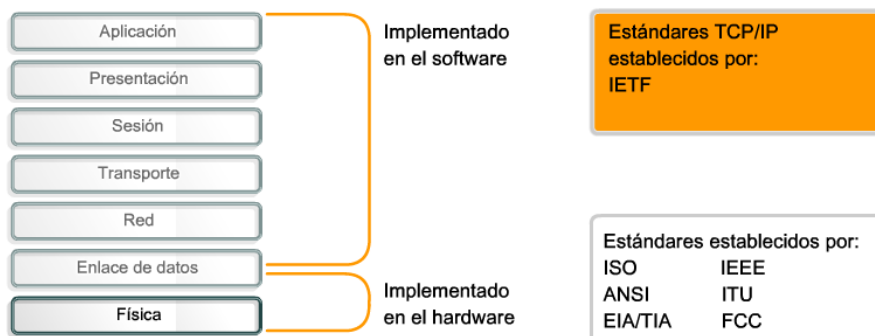 Aplicación
Presentación
Sesión
Transporte
Red
Enlace de datos
Física
Implementado
en el software
Implementado
en el hardware
Estándares TCP/IP
establecidos por:
IETF
Estándares establecidos por:
ISO IEEE
ANSI ITU
EIA/TIA FCC